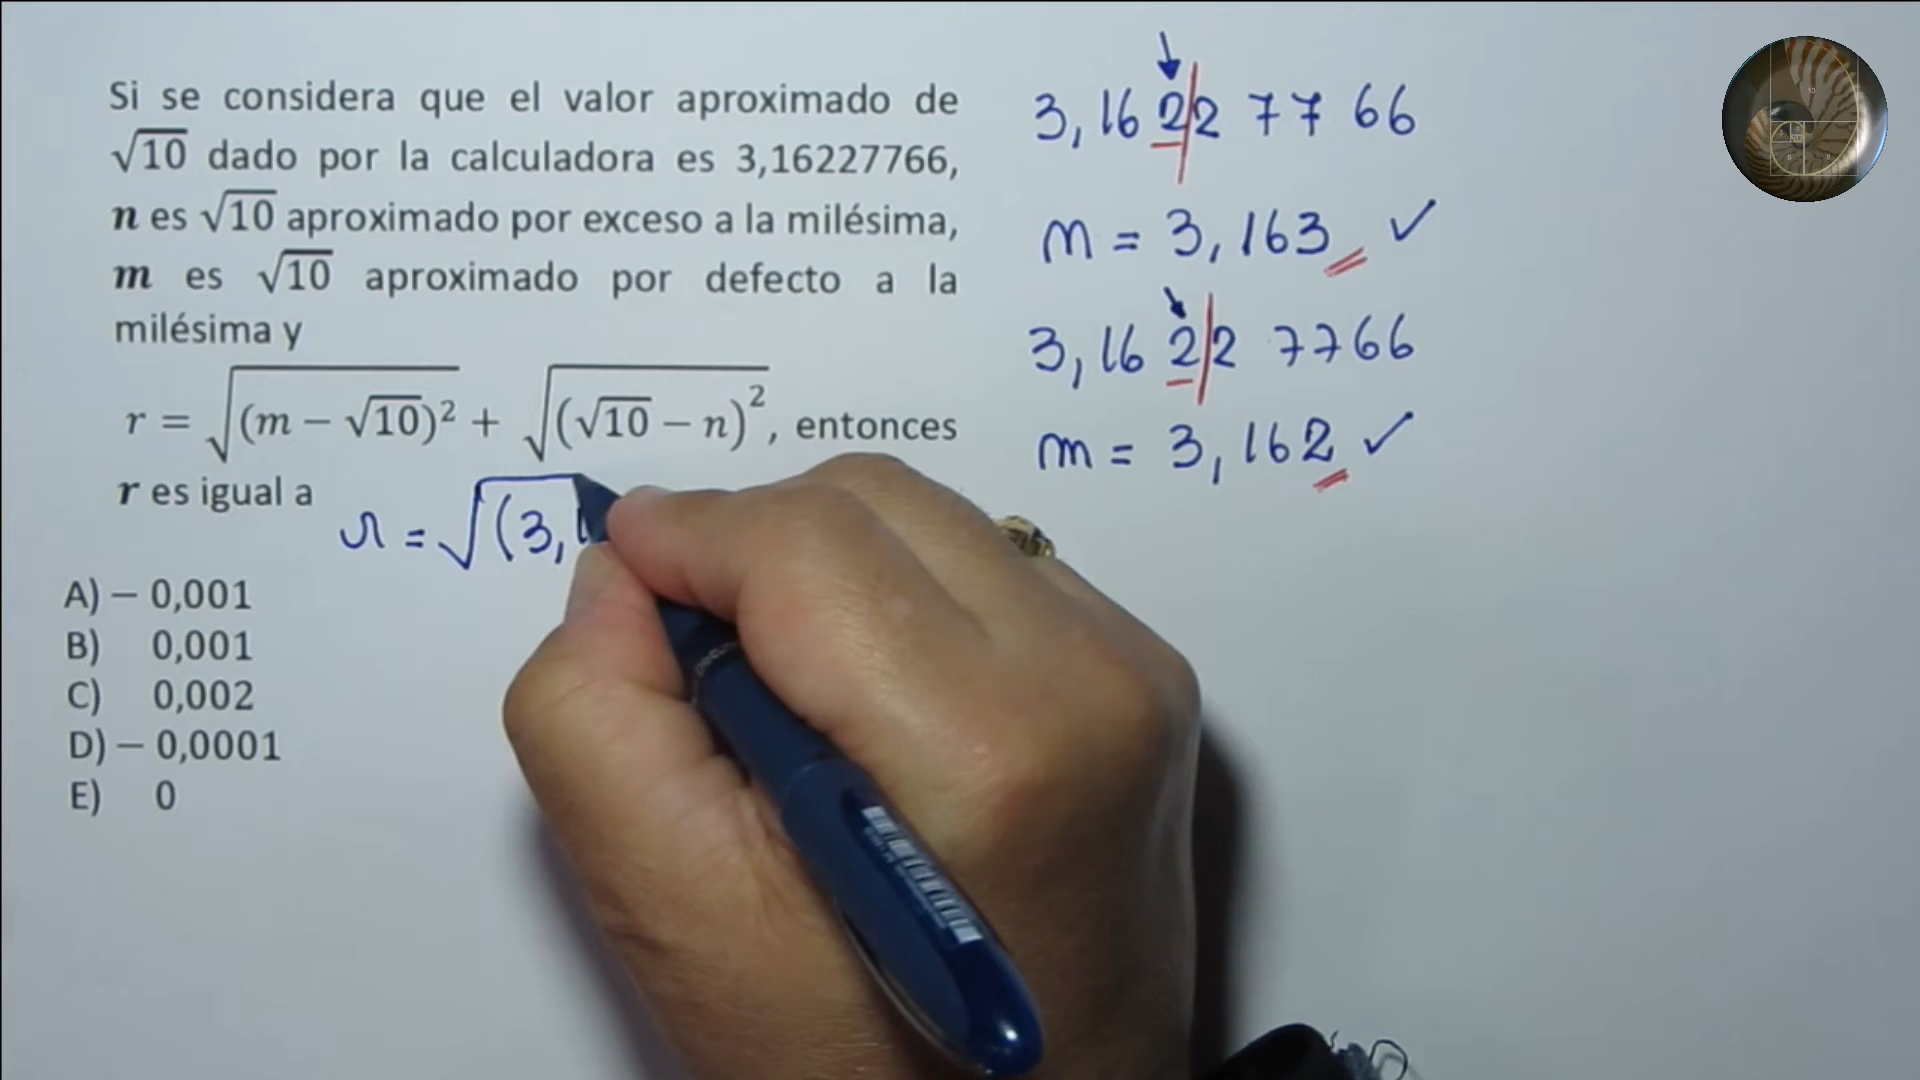 Si se considera que el valor aproximado de
√10 dado por la calculadora es 3,16227766,
n es √10 aproximado por exceso a la milésima,
m es √10 aproximado por defecto a la
milésima y
r = √(m − √10)² + √(√10 − n)², entonces
r es igual a
A) − 0,001
B) 0,001
C) 0,002
D) − 0,0001
E) 0
r = √(3,1
3,16 2 2 77 66
n = 3,163 ✓
3,16 2 2 7766
m = 3,162 ✓